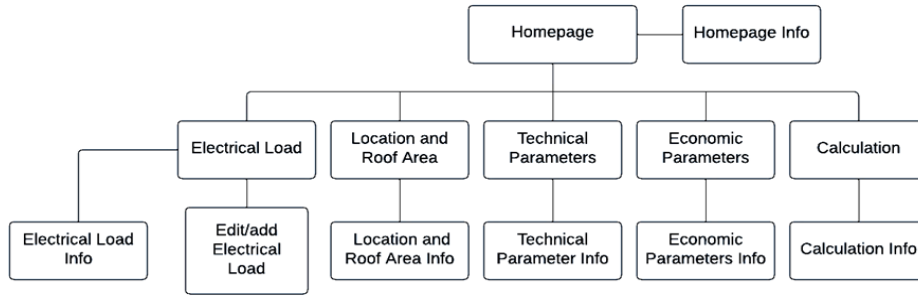 Homepage
Homepage Info
Electrical Load
Location and
Roof Area
Technical
Parameters
Economic
Parameters
Calculation
Electrical Load
Info
Edit/add
Electrical
Load
Location and
Roof Area Info
Technical
Parameter Info
Economic
Parameters Info
Calculation Info